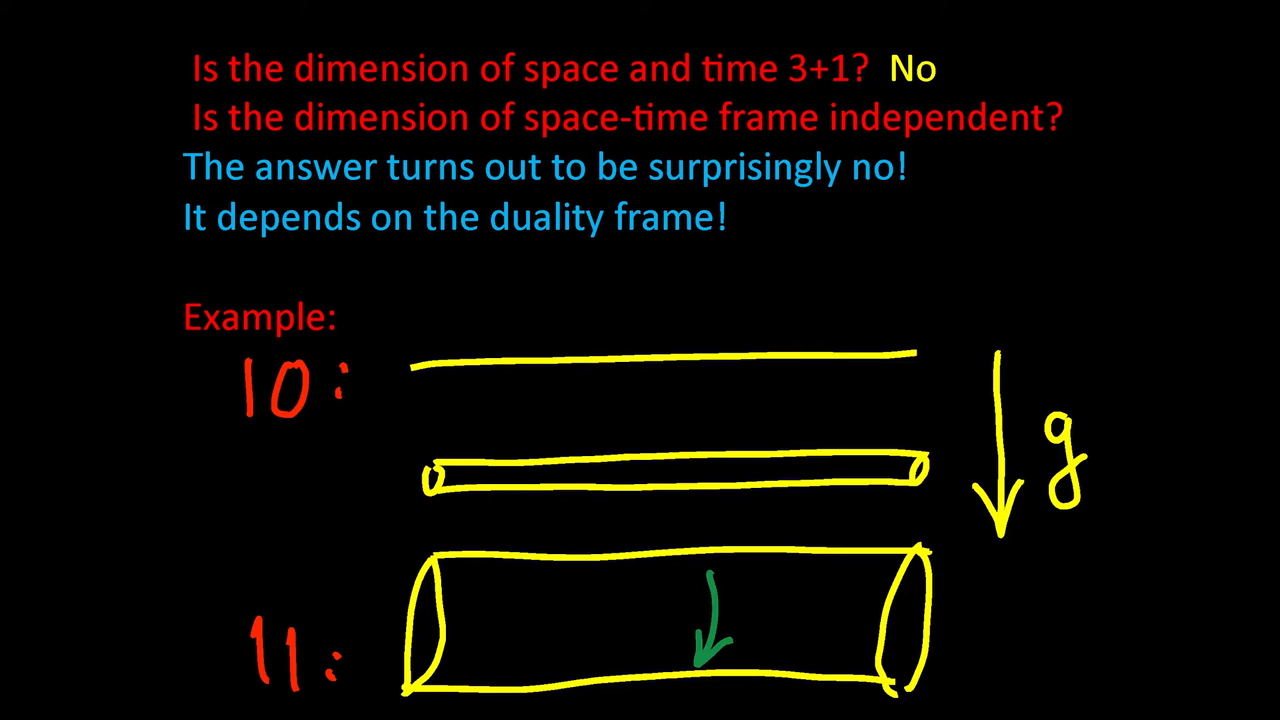 Is the dimension of space and time 3+1? No
Is the dimension of space-time frame independent?
The answer turns out to be surprisingly no!
It depends on the duality frame!
Example:
10:
g
11: